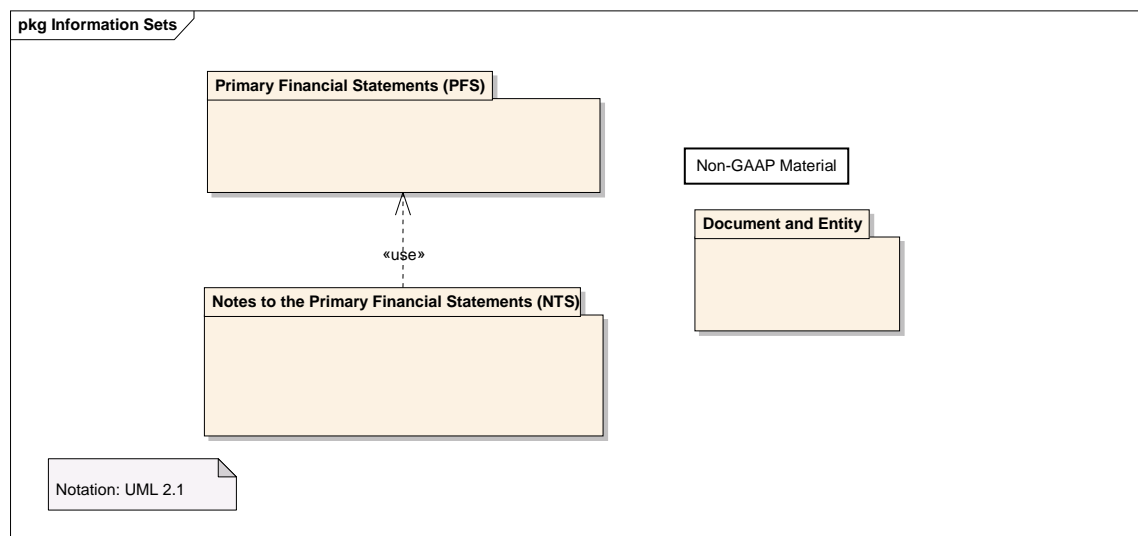 pkg Information Sets
Primary Financial Statements (PFS)
Non-GAAP Material
Document and Entity
«use»
Notes to the Primary Financial Statements (NTS)
Notation: UML 2.1